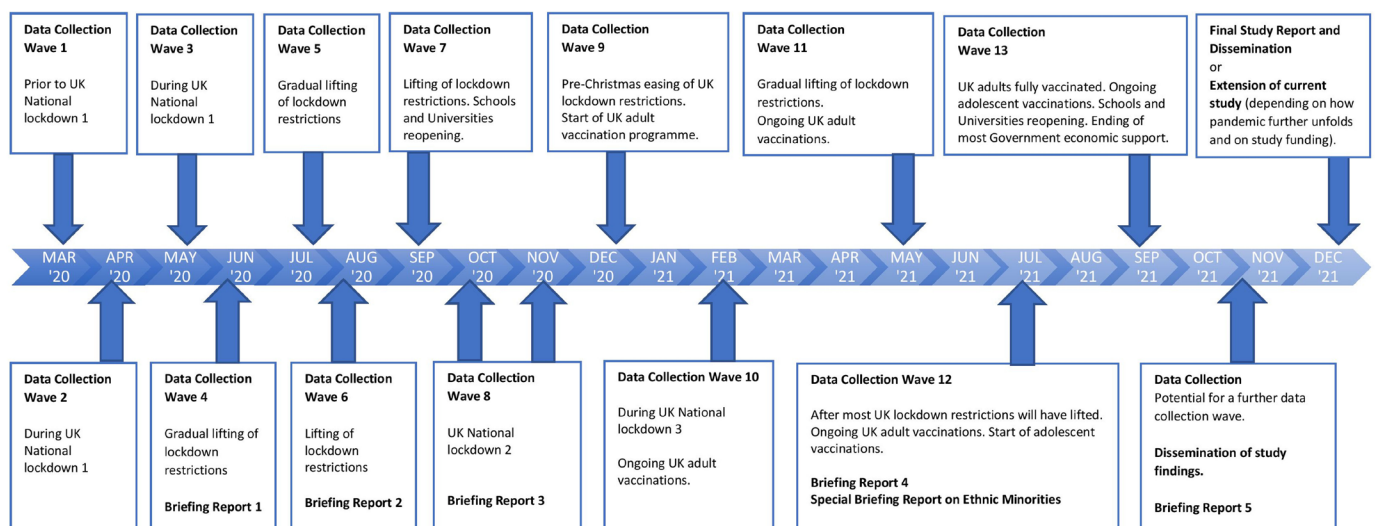 Data Collection
Wave 1
Prior to UK
National
lockdown 1
Data Collection
Wave 3
During UK
National
lockdown 1
Data Collection
Wave 5
Gradual lifting
of lockdown
restrictions
Data Collection
Wave 7
Lifting of lockdown
restrictions. Schools
and Universities
reopening.
Data Collection
Wave 9
Pre-Christmas easing of UK
lockdown restrictions.
Start of UK adult
vaccination programme.
Data Collection
Wave 11
Gradual lifting of lockdown
restrictions.
Ongoing UK adult
vaccinations.
Data Collection
Wave 13
UK adults fully vaccinated. Ongoing
adolescent vaccinations. Schools and
Universities reopening. Ending of
most Government economic support.
Final Study Report and
Dissemination
or
Extension of current
study (depending on how
pandemic further unfolds
and on study funding).
MAR
'20
APR
'20
MAY
'20
JUN
'20
JUL
'20
AUG
'20
SEP
'20
OCT
'20
NOV
'20
DEC
'20
JAN
'21
FEB
'21
MAR
'21
APR
'21
MAY
'21
JUN
'21
JUL
'21
AUG
'21
SEP
'21
OCT
'21
NOV
'21
DEC
'21
Data Collection
Wave 2
During UK
National
lockdown 1
Data Collection
Wave 4
Gradual lifting of
lockdown
restrictions
Briefing Report 1
Data Collection
Wave 6
Lifting of
lockdown
restrictions
Briefing Report 2
Data Collection
Wave 8
UK National
lockdown 2
Briefing Report 3
Data Collection Wave 10
During UK National
lockdown 3
Ongoing UK adult
vaccinations.
Data Collection Wave 12
After most UK lockdown restrictions will have lifted.
Ongoing UK adult vaccinations. Start of adolescent
vaccinations.
Briefing Report 4
Special Briefing Report on Ethnic Minorities
Data Collection
Potential for a further data
collection wave.
Dissemination of study
findings.
Briefing Report 5